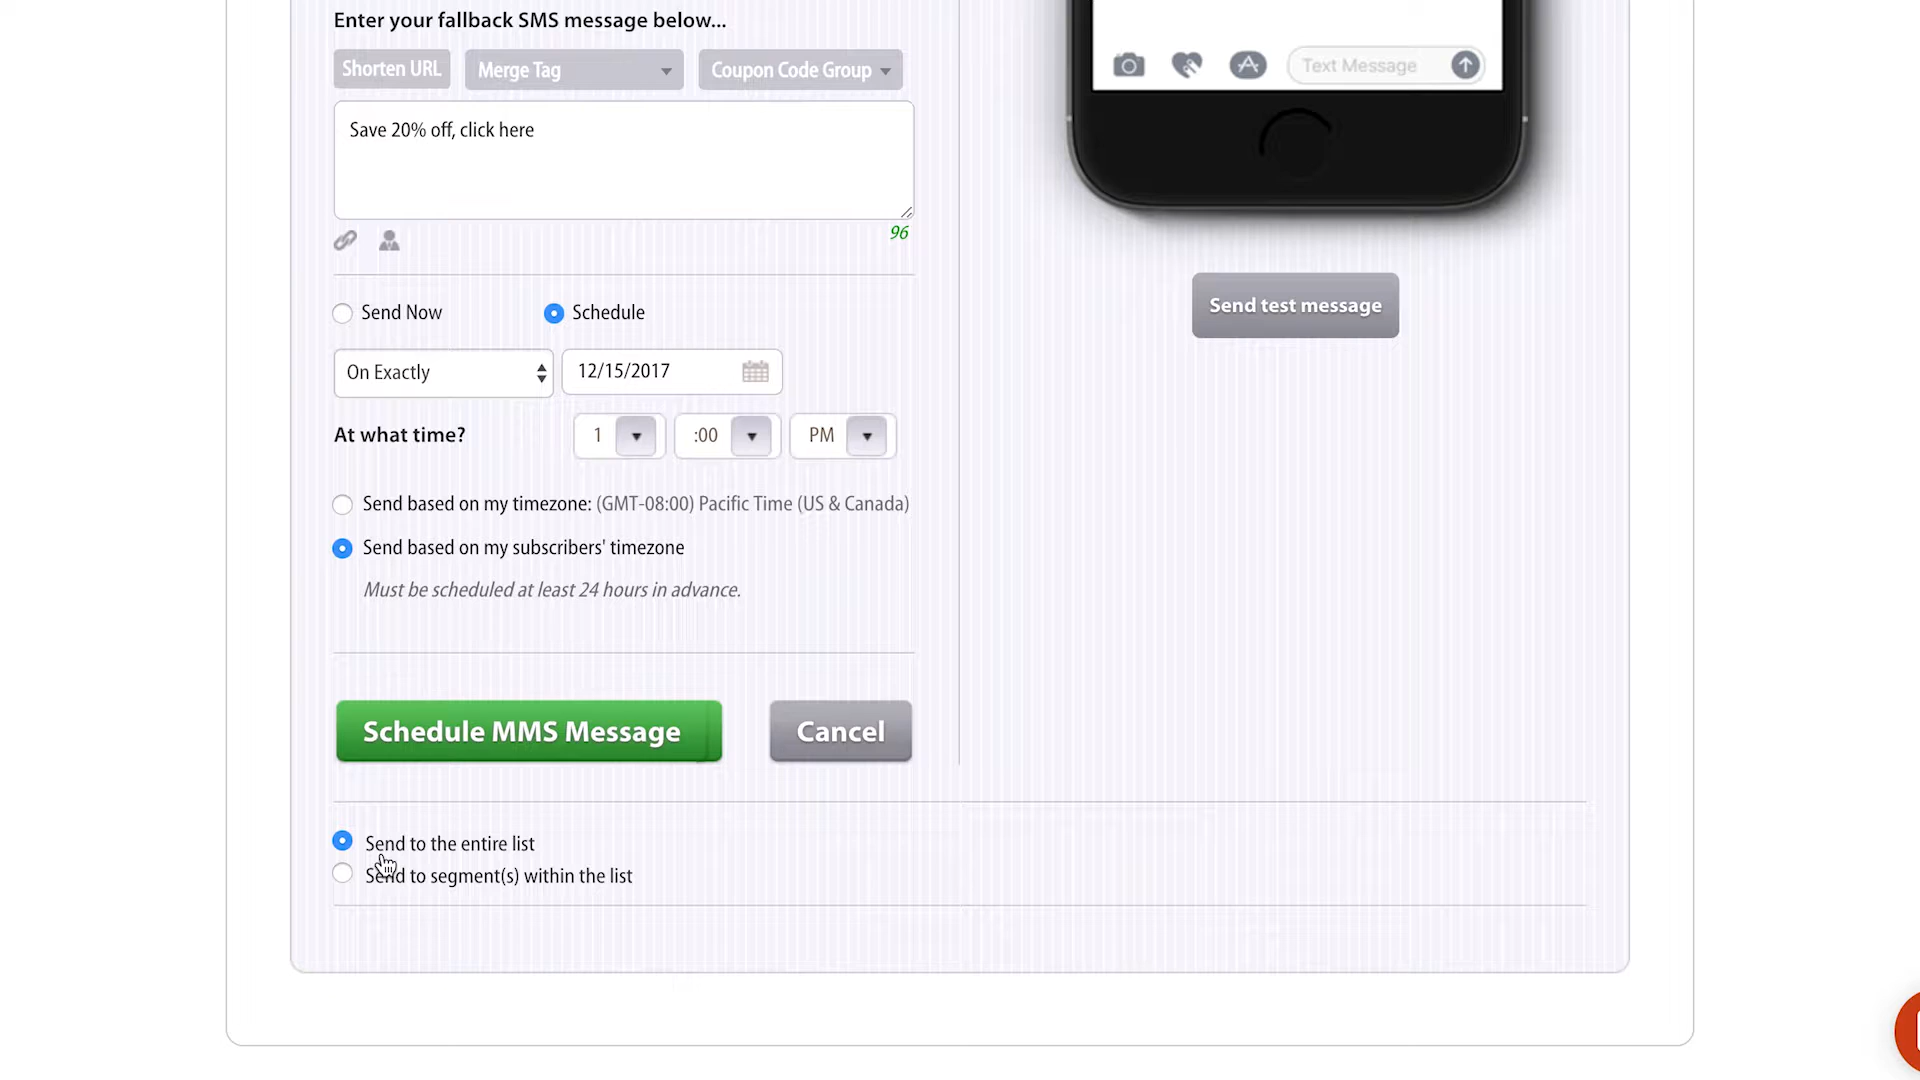 Enter your fallback SMS message below...
Shorten URL
Merge Tag
Coupon Code Group
Text Message
Save 20% off, click here
96
Send test message
Send Now
Schedule
On Exactly
12/15/2017
At what time?
1
:00
PM
Send based on my timezone: (GMT-08:00) Pacific Time (US & Canada)
Send based on my subscribers' timezone
Must be scheduled at least 24 hours in advance.
Schedule MMS Message
Cancel
Send to the entire list
Send to segment(s) within the list